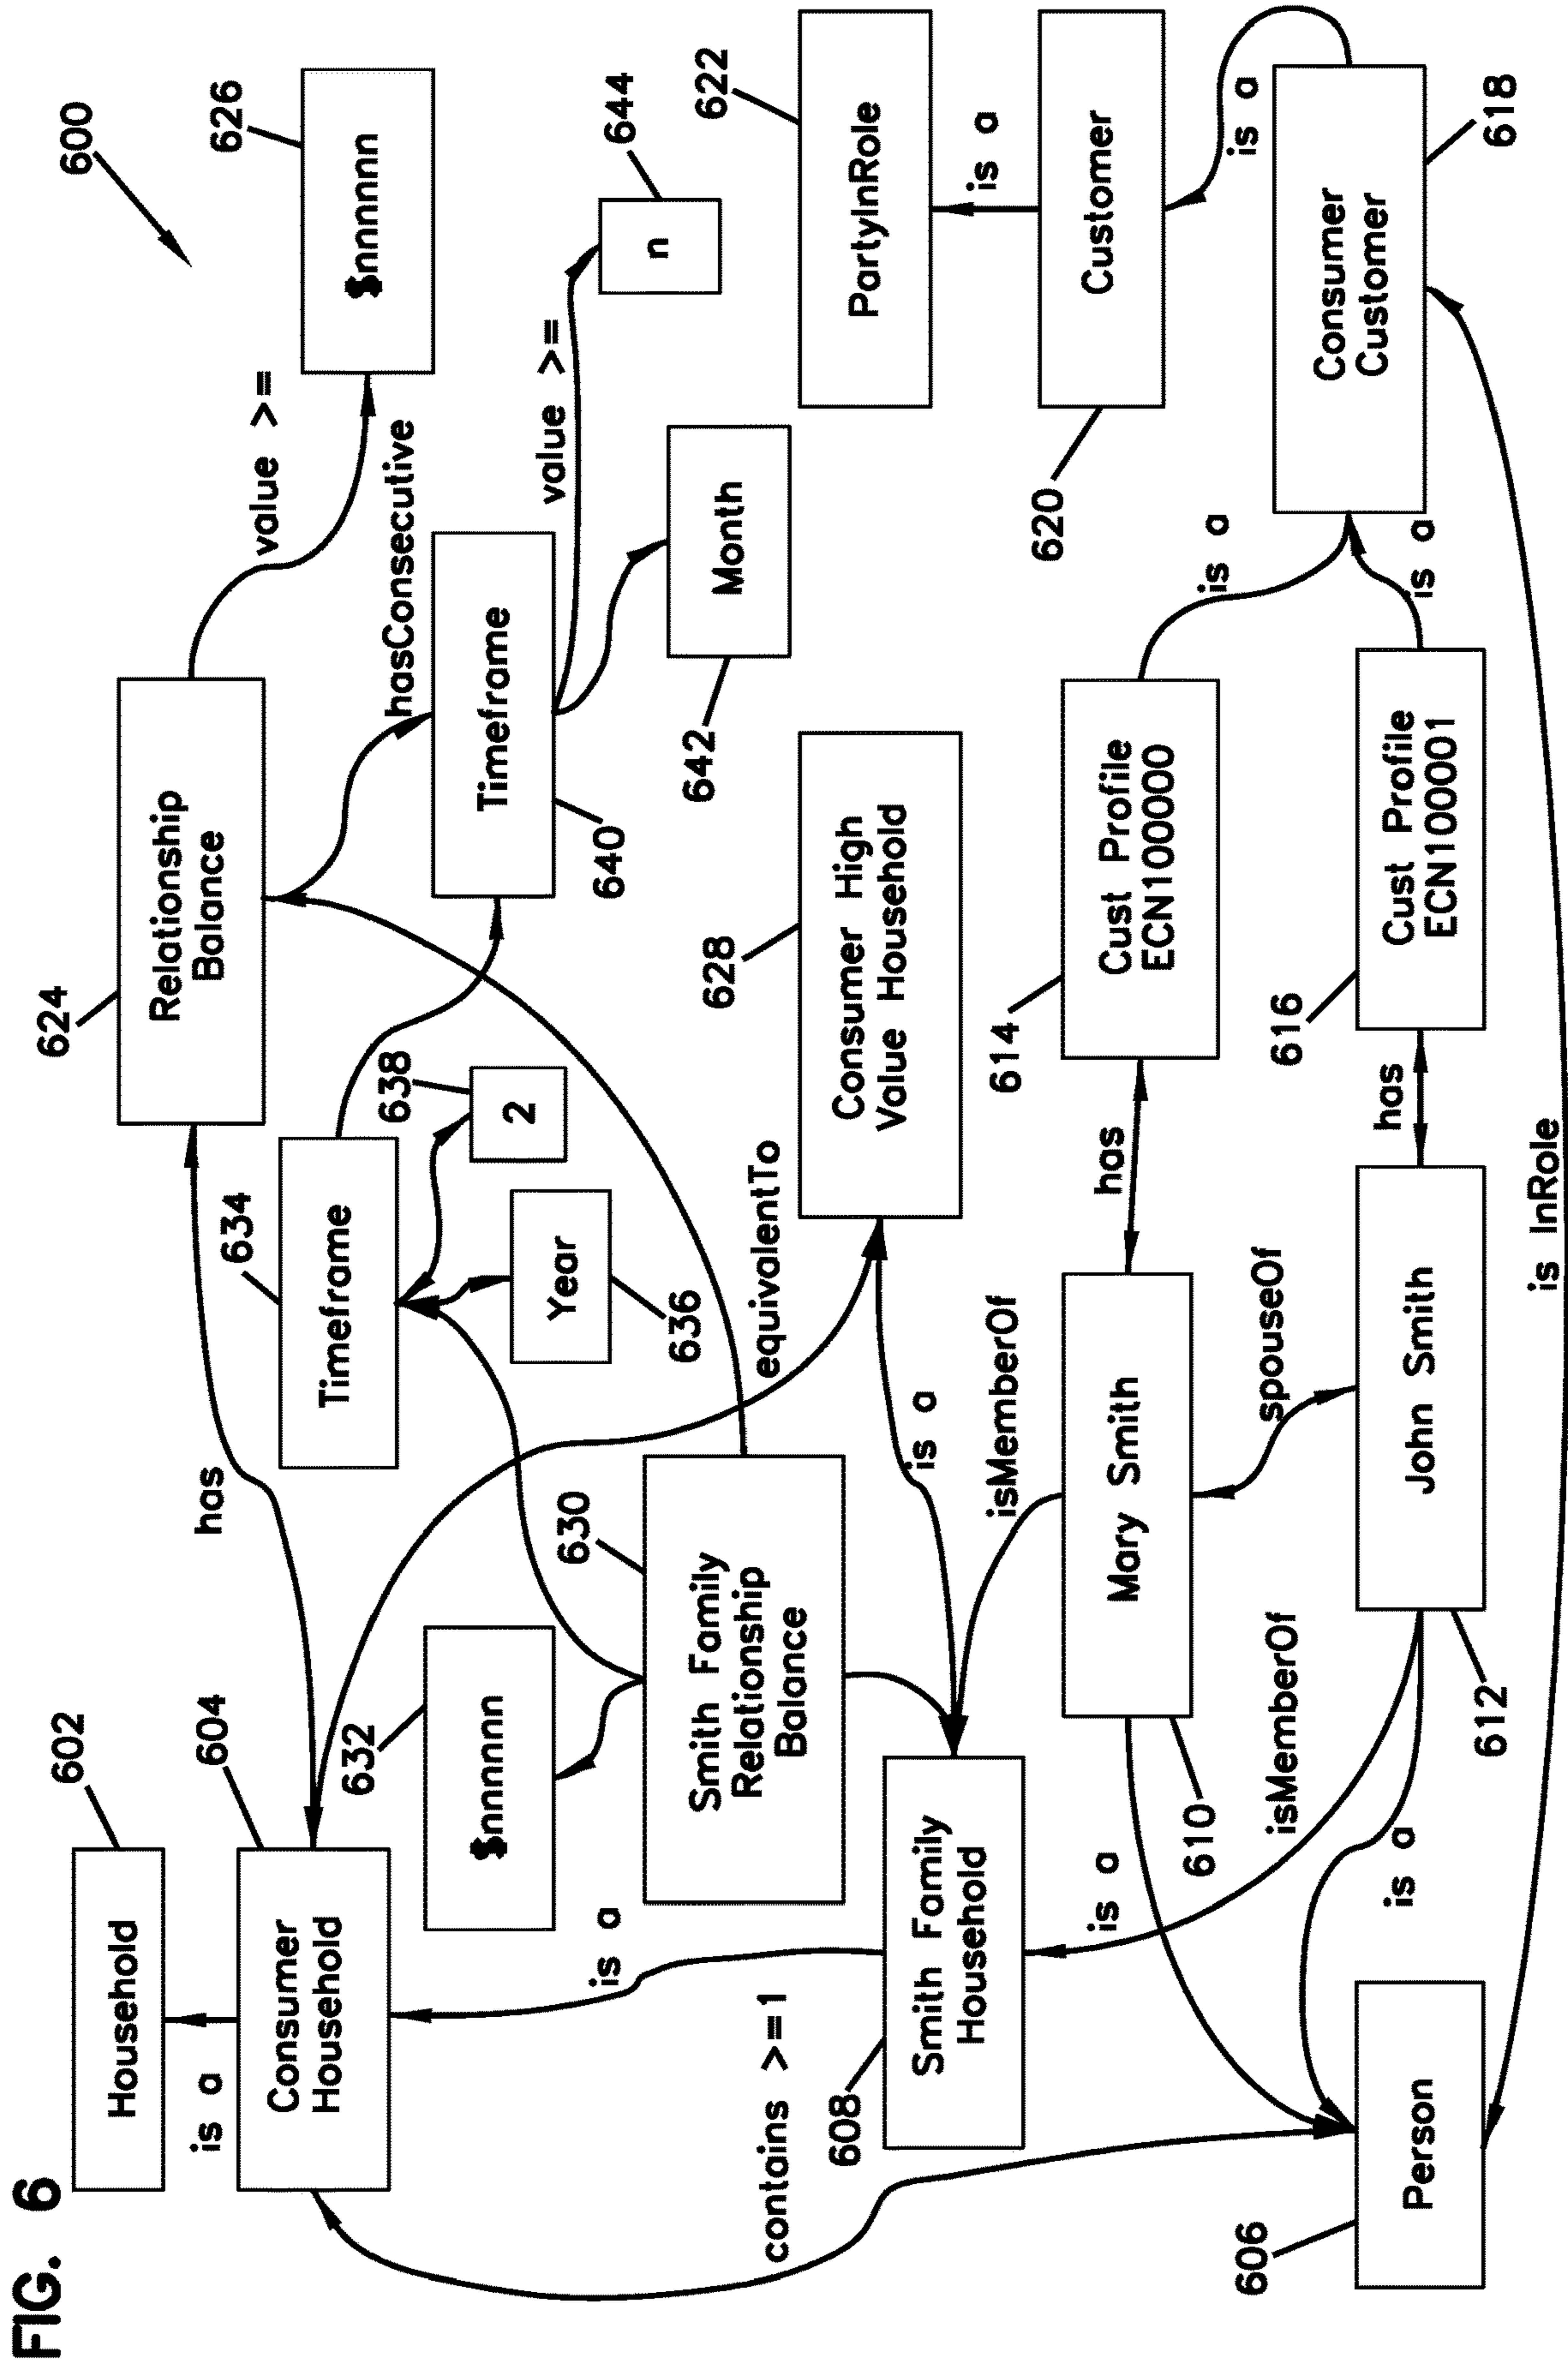 FIG. 6
600
602
Household
is a
604
Consumer
Household
has
624
Relationship
Balance
value >=
626
$nnnnnn
hasConsecutive
634
Timeframe
638
2
Year
636
Timeframe
640
value >=
n
644
Month
642
632
$nnnnnn
630
Smith Family
Relationship
Balance
equivalentTo
628
Consumer High
Value Household
622
PartyInRole
is a
Customer
620
is a
is a
contains >=1
608
Smith Family
Household
is a
isMemberOf
Mary Smith
610
is a
has
614
Cust Profile
ECN100000
is a
Consumer
Customer
618
606
Person
is a
isMemberOf
spouseOf
John Smith
612
has
616
Cust Profile
ECN100001
is a
is InRole